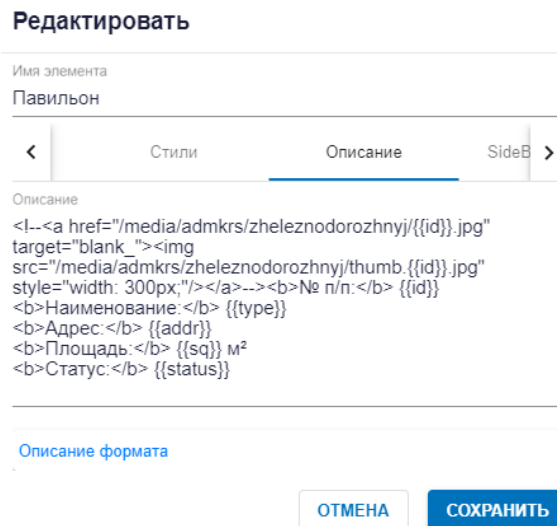 Редактировать
Имя элемента
Павильон
Стили Описание SideB
Описание
<!--<a href="/media/admkrs/zheleznodorozhnyj/{{id}}.jpg"
target="blank_"><img
src="/media/admkrs/zheleznodorozhnyj/thumb.{{id}}.jpg"
style="width: 300px;"/></a>--><b>№ п/п:</b> {{id}}
<b>Наименование:</b> {{type}}
<b>Адрес:</b> {{addr}}
<b>Площадь:</b> {{sq}} м²
<b>Статус:</b> {{status}}
Описание формата
ОТМЕНА СОХРАНИТЬ